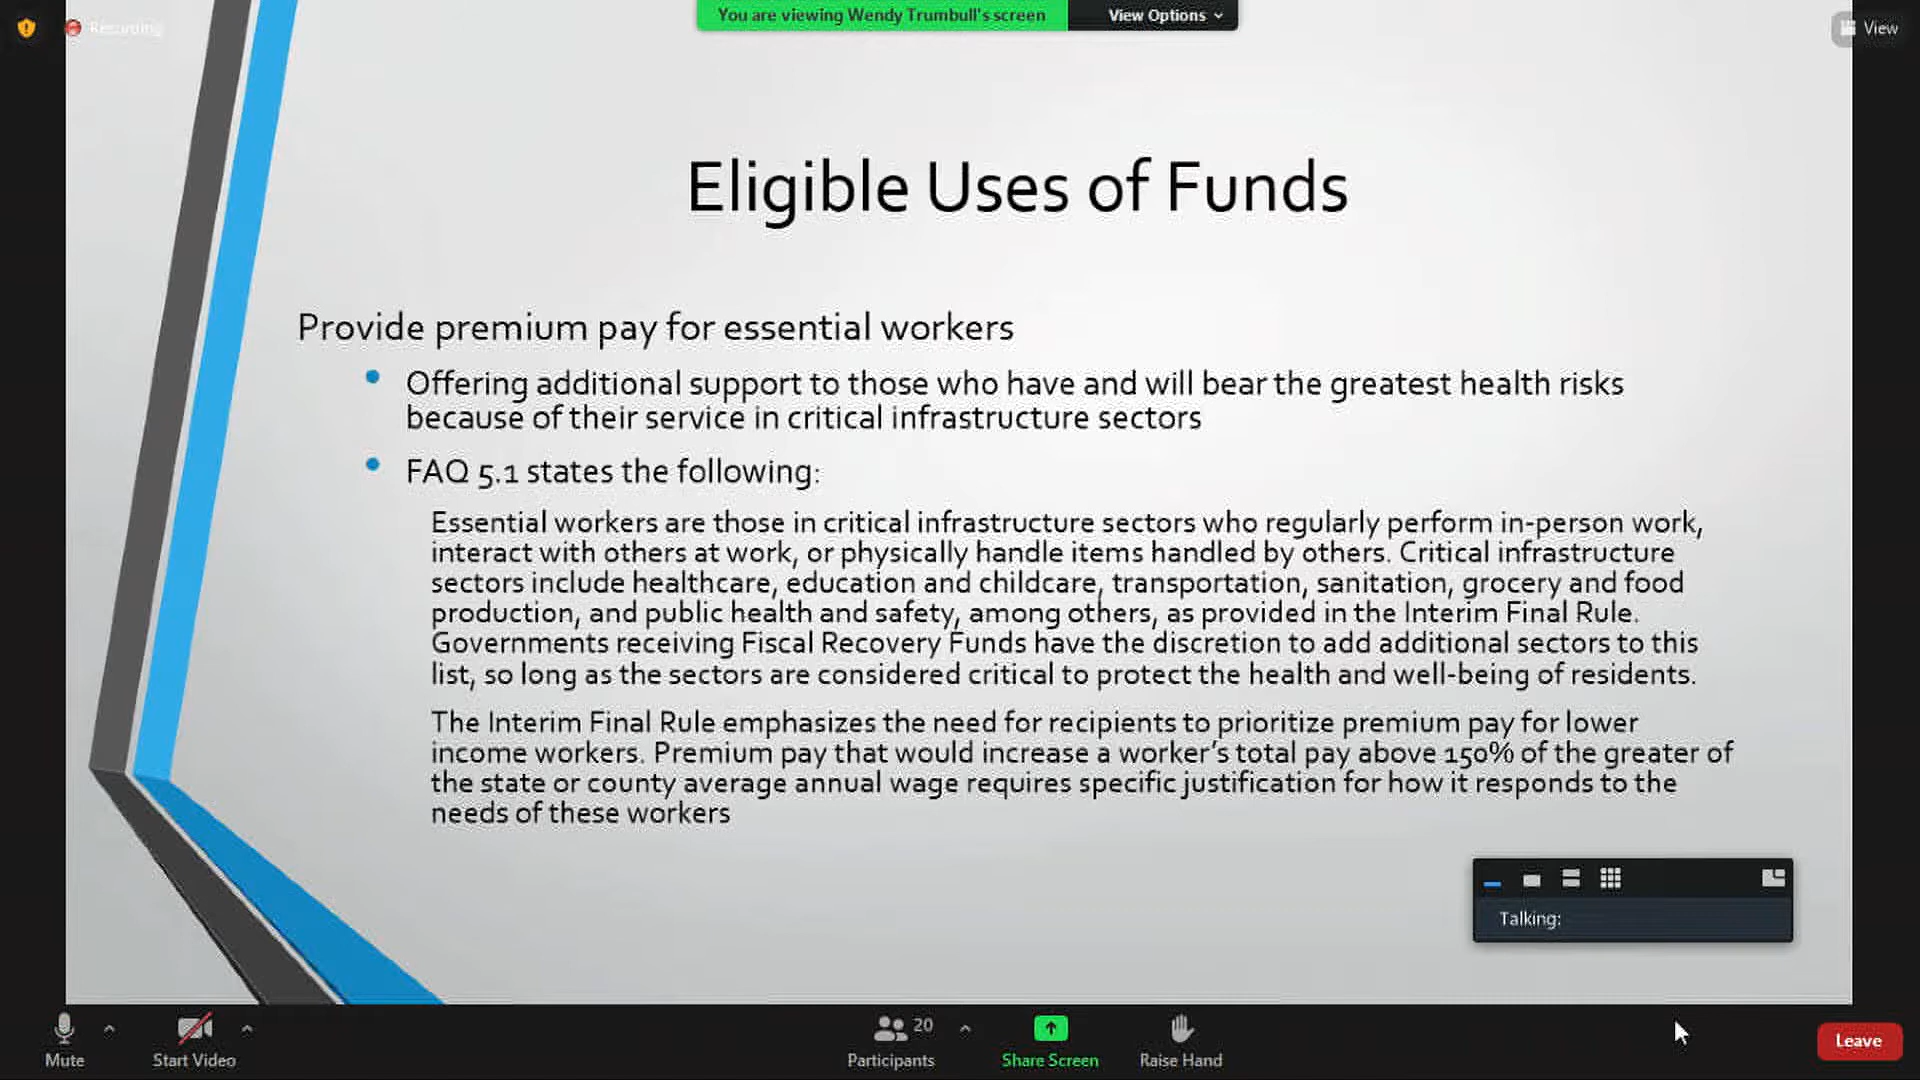 Recording
You are viewing Wendy Trumbull's screen
View Options
View
Eligible Uses of Funds
Provide premium pay for essential workers
Offering additional support to those who have and will bear the greatest health risks
because of their service in critical infrastructure sectors
FAQ 5.1 states the following:
Essential workers are those in critical infrastructure sectors who regularly perform in-person work,
interact with others at work, or physically handle items handled by others. Critical infrastructure
sectors include healthcare, education and childcare, transportation, sanitation, grocery and food
production, and public health and safety, among others, as provided in the Interim Final Rule.
Governments receiving Fiscal Recovery Funds have the discretion to add additional sectors to this
list, so long as the sectors are considered critical to protect the health and well-being of residents.
The Interim Final Rule emphasizes the need for recipients to prioritize premium pay for lower
income workers. Premium pay that would increase a worker's total pay above 150% of the greater of
the state or county average annual wage requires specific justification for how it responds to the
needs of these workers
Talking:
Mute
Start Video
20
Participants
Share Screen
Raise Hand
Leave